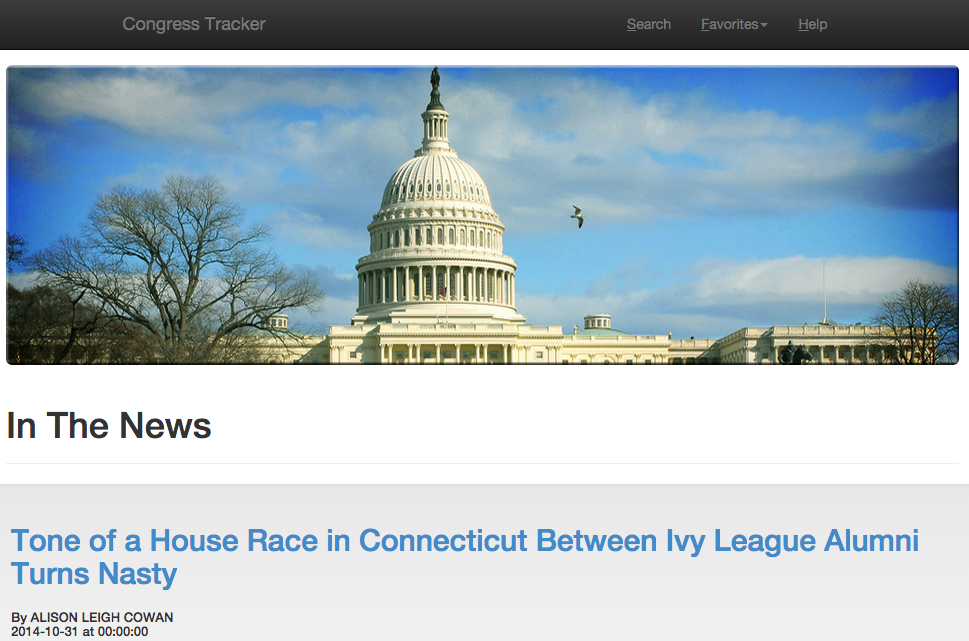 Congress Tracker Search Favorites Help
In The News
Tone of a House Race in Connecticut Between Ivy League Alumni
Turns Nasty
By ALISON LEIGH COWAN
2014-10-31 at 00:00:00